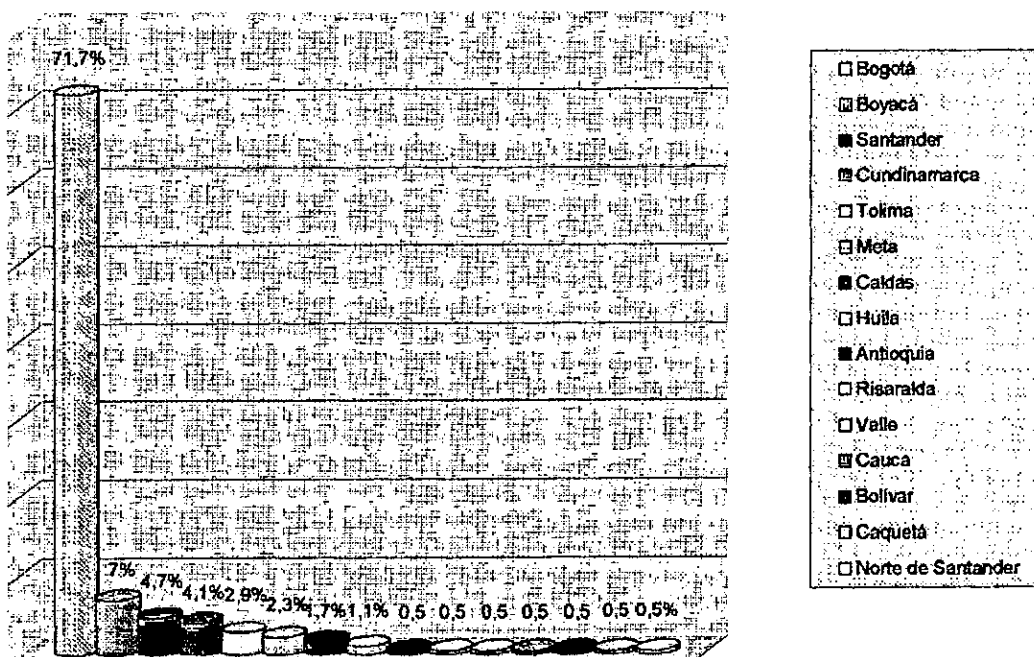 71,7%
7%
4,7%
4,1%
2,9%
2,3%
1,7%
1,1%
0,5
0,5
0,5
0,5
0,5
0,5
0,5%
Bogotá
Boyacá
Santander
Cundinamarca
Tolima
Meta
Caldas
Huila
Antioquia
Risaralda
Valle
Cauca
Bolívar
Caquetá
Norte de Santander